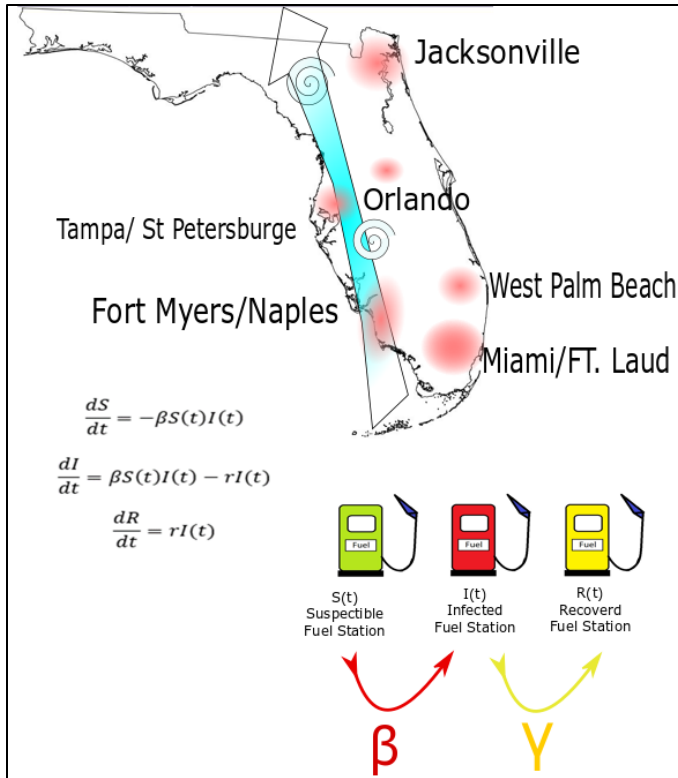 Jacksonville
Orlando
Tampa/ St Petersburge
West Palm Beach
Fort Myers/Naples
Miami/FT. Laud
dS/dt = −βS(t)I(t)
dI/dt = βS(t)I(t) − rI(t)
dR/dt = rI(t)
Fuel
Fuel
Fuel
S(t)
Suspectible
Fuel Station
I(t)
Infected
Fuel Station
R(t)
Recoverd
Fuel Station
β
γ